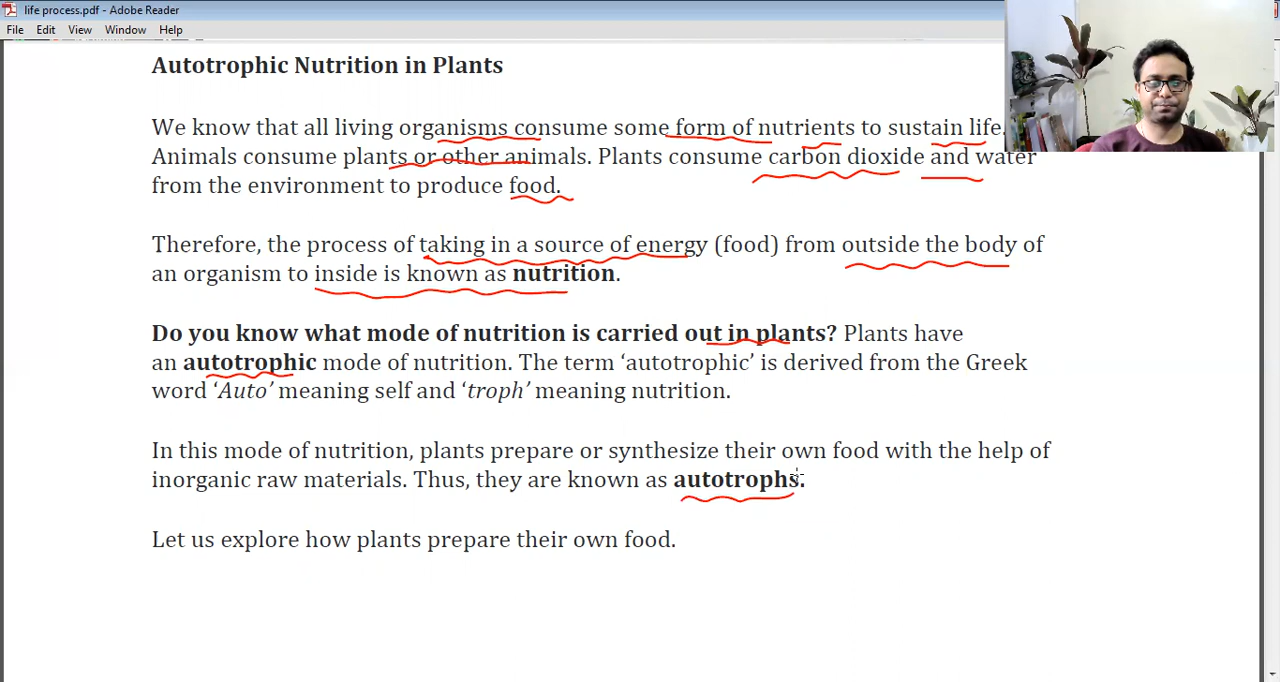 life process.pdf - Adobe Reader
File Edit View Window Help
Autotrophic Nutrition in Plants
We know that all living organisms consume some form of nutrients to sustain life.
Animals consume plants or other animals. Plants consume carbon dioxide and water
from the environment to produce food.
Therefore, the process of taking in a source of energy (food) from outside the body of
an organism to inside is known as nutrition.
Do you know what mode of nutrition is carried out in plants? Plants have
an autotrophic mode of nutrition. The term ‘autotrophic’ is derived from the Greek
word ‘Auto’ meaning self and ‘troph’ meaning nutrition.
In this mode of nutrition, plants prepare or synthesize their own food with the help of
inorganic raw materials. Thus, they are known as autotrophs.
Let us explore how plants prepare their own food.